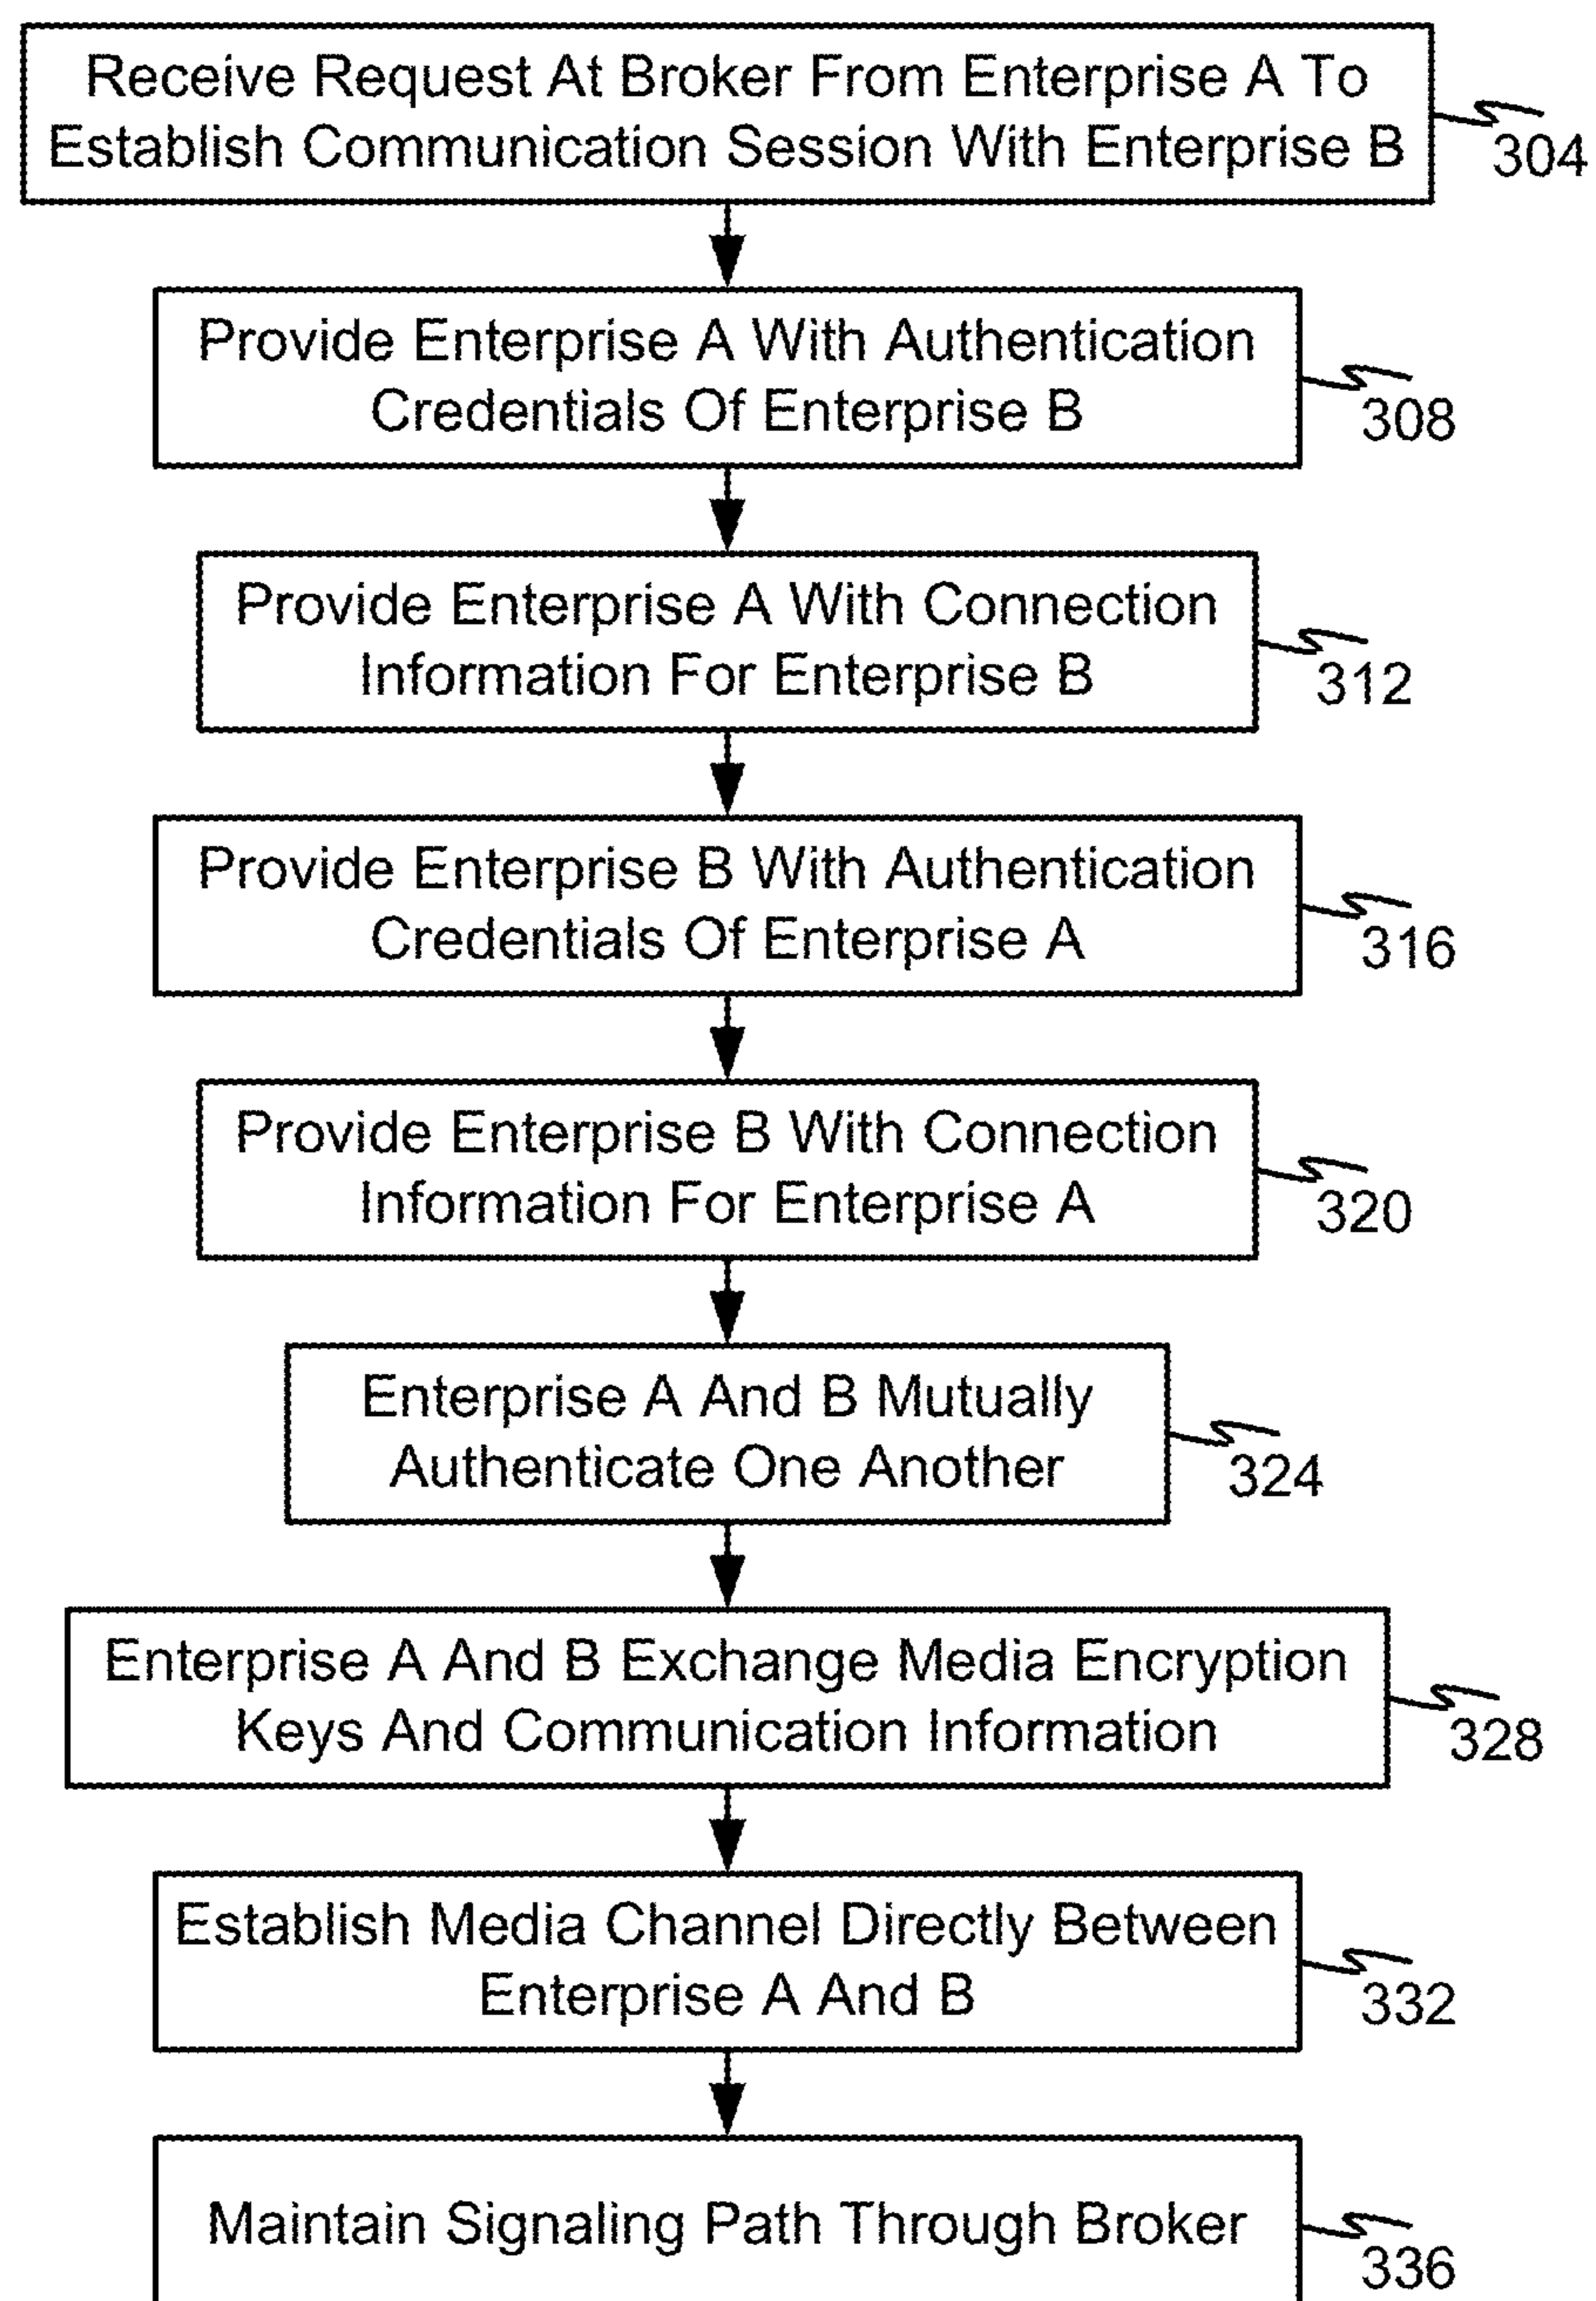 Receive Request At Broker From Enterprise A To
Establish Communication Session With Enterprise B
304
Provide Enterprise A With Authentication
Credentials Of Enterprise B
308
Provide Enterprise A With Connection
Information For Enterprise B
312
Provide Enterprise B With Authentication
Credentials Of Enterprise A
316
Provide Enterprise B With Connection
Information For Enterprise A
320
Enterprise A And B Mutually
Authenticate One Another
324
Enterprise A And B Exchange Media Encryption
Keys And Communication Information
328
Establish Media Channel Directly Between
Enterprise A And B
332
Maintain Signaling Path Through Broker
336